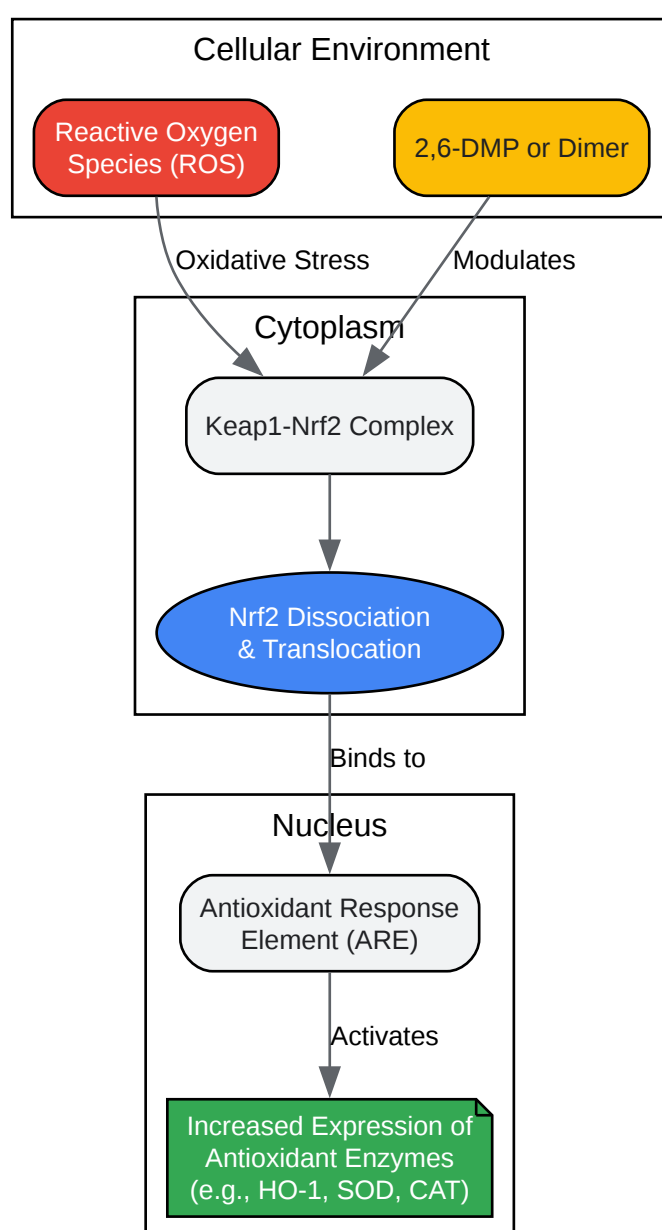 Cellular Environment
Reactive Oxygen
Species (ROS)
2,6-DMP or Dimer
Oxidative Stress
Modulates
Cytoplasm
Keap1-Nrf2 Complex
Nrf2 Dissociation
& Translocation
Binds to
Nucleus
Antioxidant Response
Element (ARE)
Activates
Increased Expression of
Antioxidant Enzymes
(e.g., HO-1, SOD, CAT)